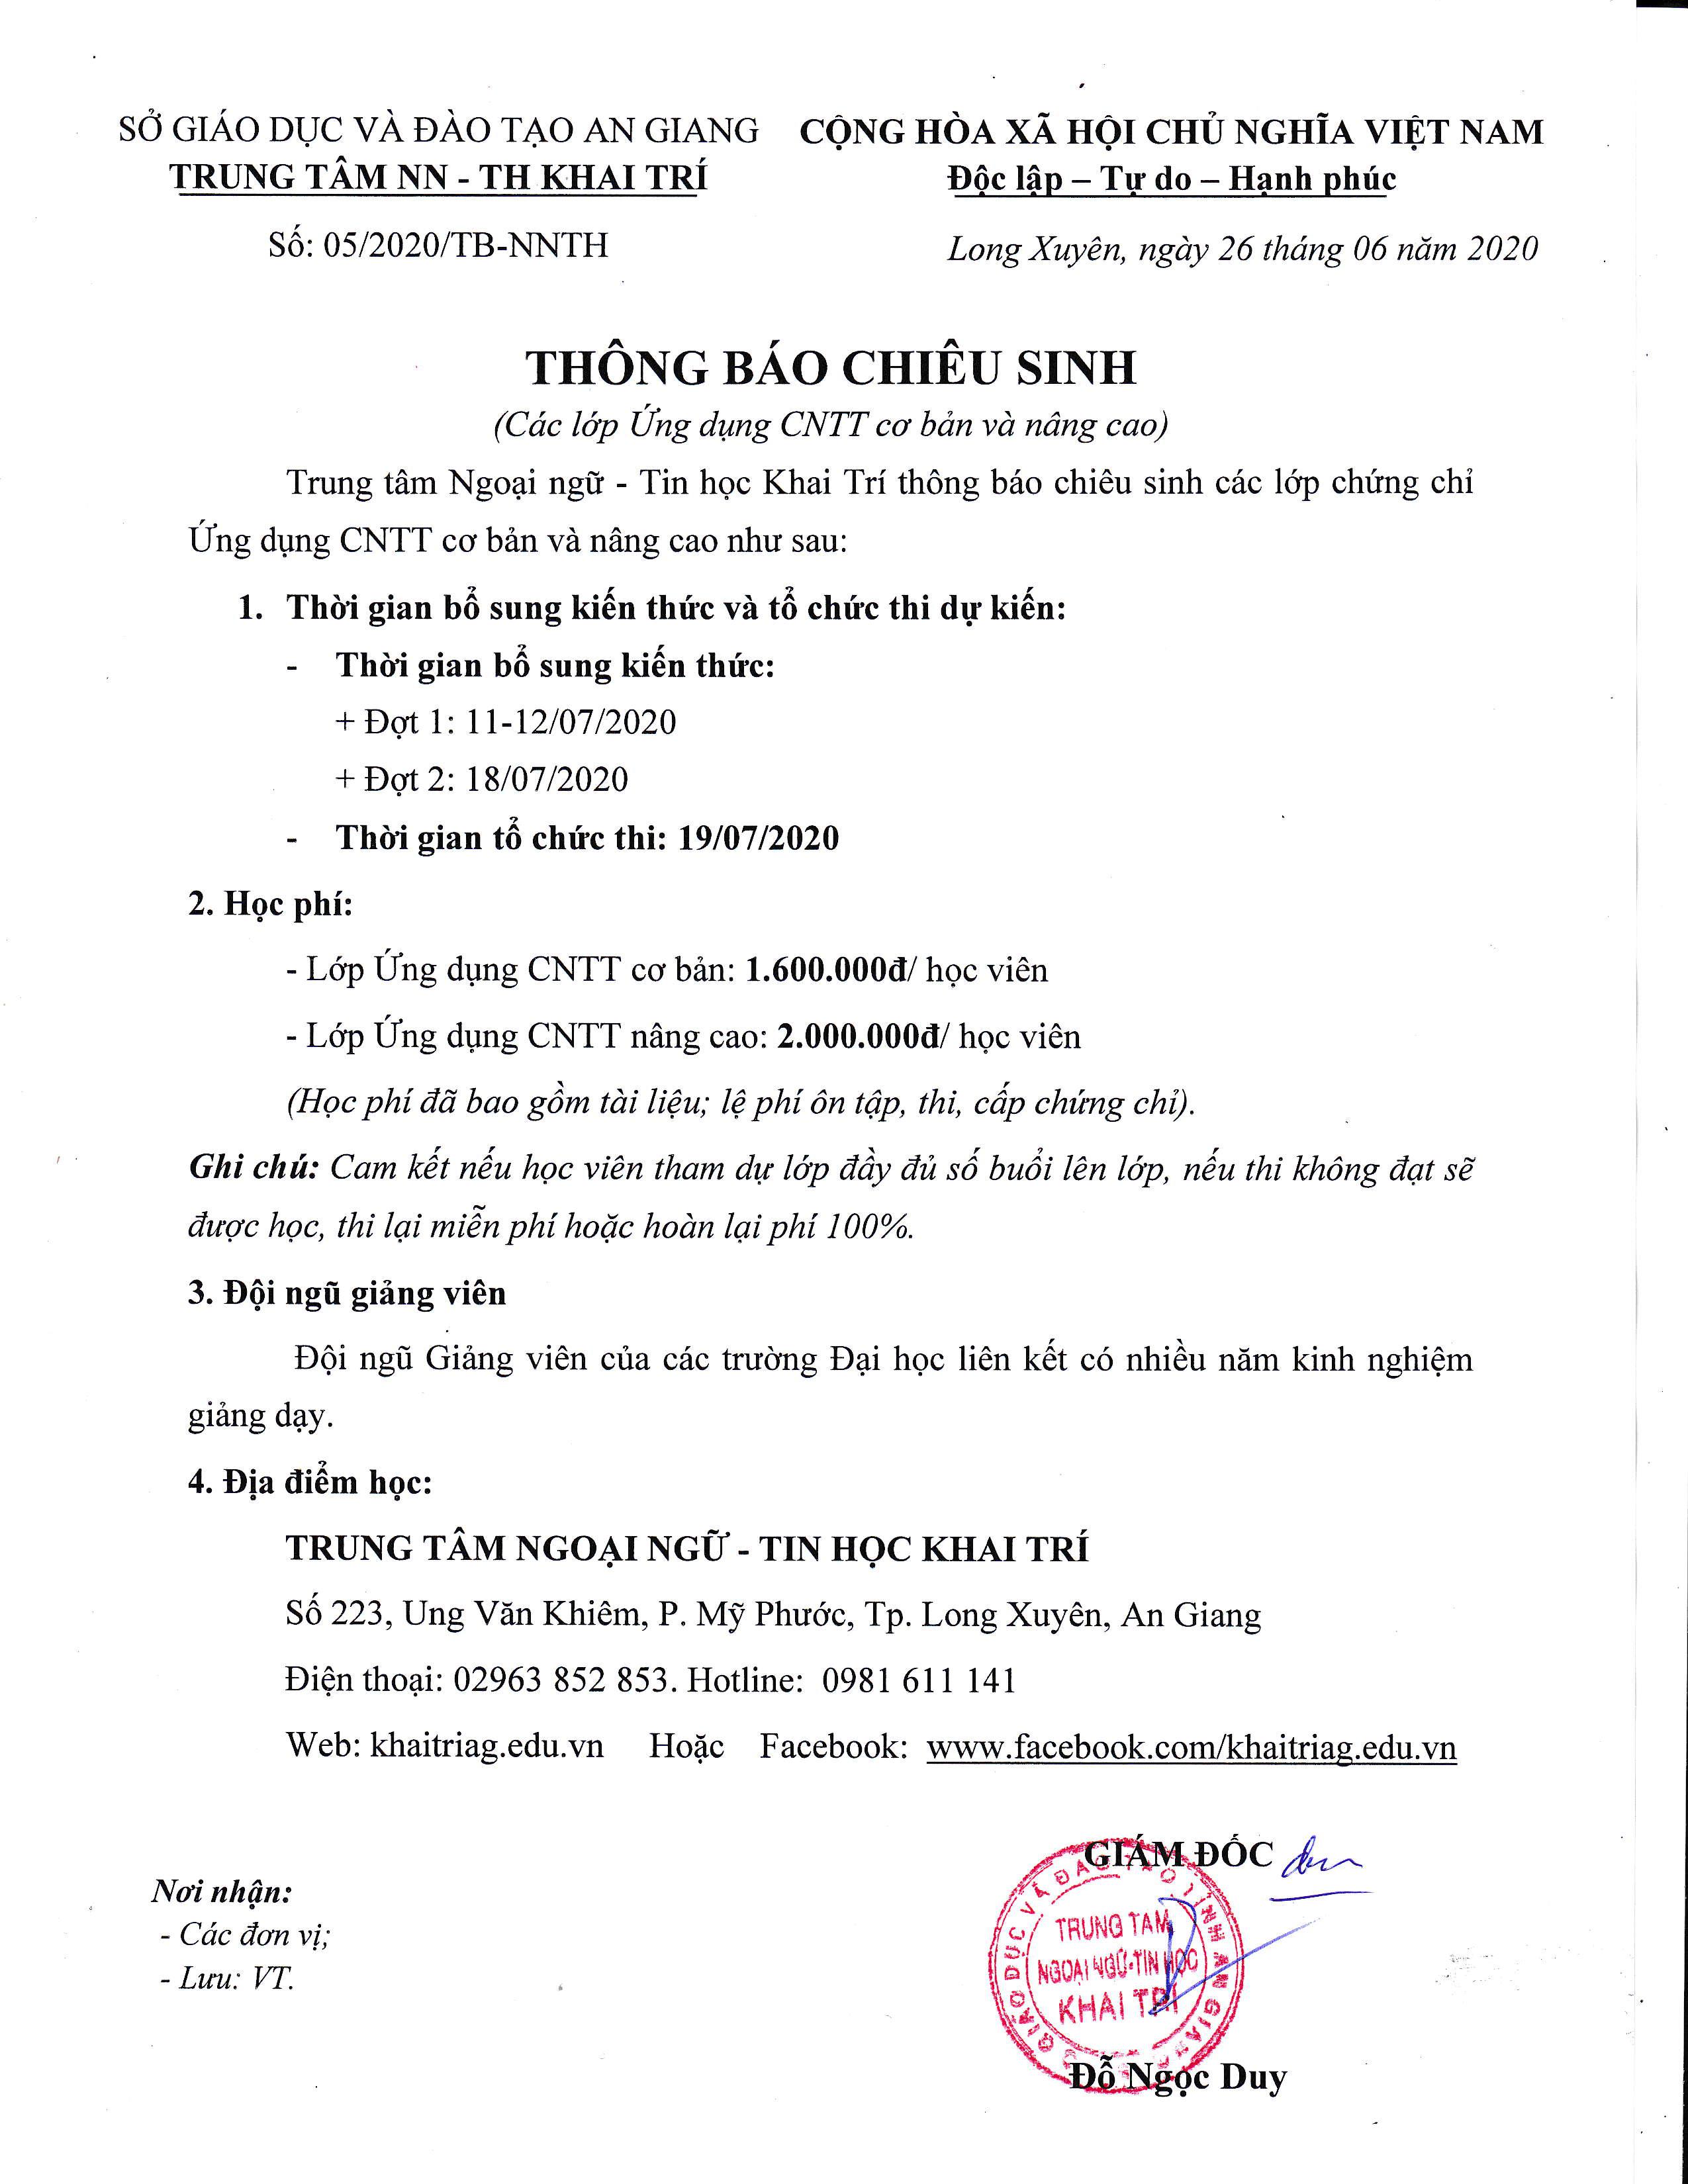 SỞ GIÁO DỤC VÀ ĐÀO TẠO AN GIANG
TRUNG TÂM NN - TH KHAI TRÍ
Số: 05/2020/TB-NNTH
CỘNG HÒA XÃ HỘI CHỦ NGHĨA VIỆT NAM
Độc lập – Tự do – Hạnh phúc
Long Xuyên, ngày 26 tháng 06 năm 2020
THÔNG BÁO CHIÊU SINH
(Các lớp Ứng dụng CNTT cơ bản và nâng cao)
Trung tâm Ngoại ngữ - Tin học Khai Trí thông báo chiêu sinh các lớp chứng chỉ
Ứng dụng CNTT cơ bản và nâng cao như sau:
1. Thời gian bổ sung kiến thức và tổ chức thi dự kiến:
- Thời gian bổ sung kiến thức:
+ Đợt 1: 11-12/07/2020
+ Đợt 2: 18/07/2020
- Thời gian tổ chức thi: 19/07/2020
2. Học phí:
- Lớp Ứng dụng CNTT cơ bản: 1.600.000đ/ học viên
- Lớp Ứng dụng CNTT nâng cao: 2.000.000đ/ học viên
(Học phí đã bao gồm tài liệu; lệ phí ôn tập, thi, cấp chứng chỉ).
Ghi chú: Cam kết nếu học viên tham dự lớp đầy đủ số buổi lên lớp, nếu thi không đạt sẽ
được học, thi lại miễn phí hoặc hoàn lại phí 100%.
3. Đội ngũ giảng viên
Đội ngũ Giảng viên của các trường Đại học liên kết có nhiều năm kinh nghiệm
giảng dạy.
4. Địa điểm học:
TRUNG TÂM NGOẠI NGỮ - TIN HỌC KHAI TRÍ
Số 223, Ung Văn Khiêm, P. Mỹ Phước, Tp. Long Xuyên, An Giang
Điện thoại: 02963 852 853. Hotline: 0981 611 141
Web: khaitriag.edu.vn Hoặc Facebook: www.facebook.com/khaitriag.edu.vn
Nơi nhận:
- Các đơn vị;
- Lưu: VT.
GIÁM ĐỐC
GIÁO DỤC VÀ ĐÀO TẠO TỈNH AN GIANG
TRUNG TÂM
NGOẠI NGỮ-TIN HỌC
KHAI TRÍ
Đỗ Ngọc Duy